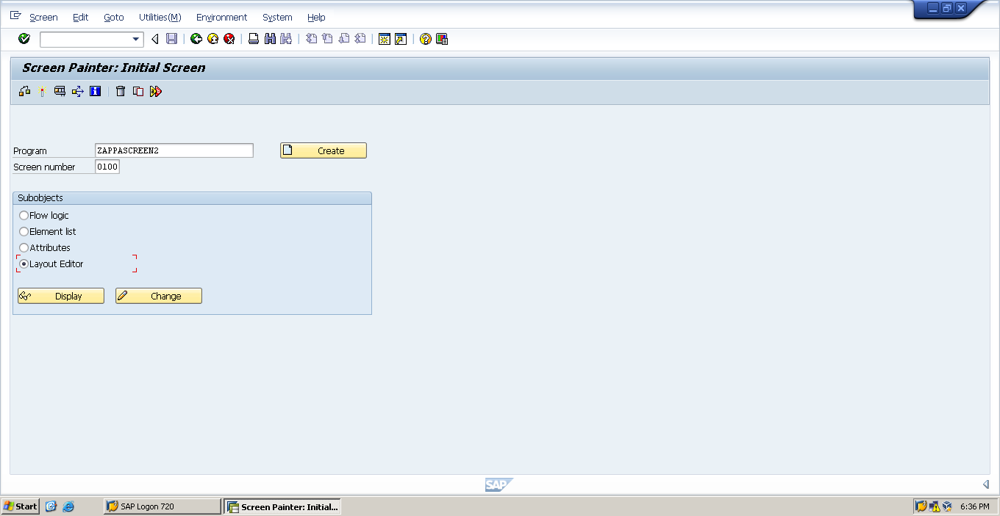 Screen Edit Goto Utilities(M) Environment System Help
Screen Painter: Initial Screen
Program ZAPPASCREEN2 Create
Screen number 0100
Subobjects
Flow logic
Element list
Attributes
Layout Editor
Display Change
SAP
Start SAP Logon 720 Screen Painter: Initial... 6:36 PM